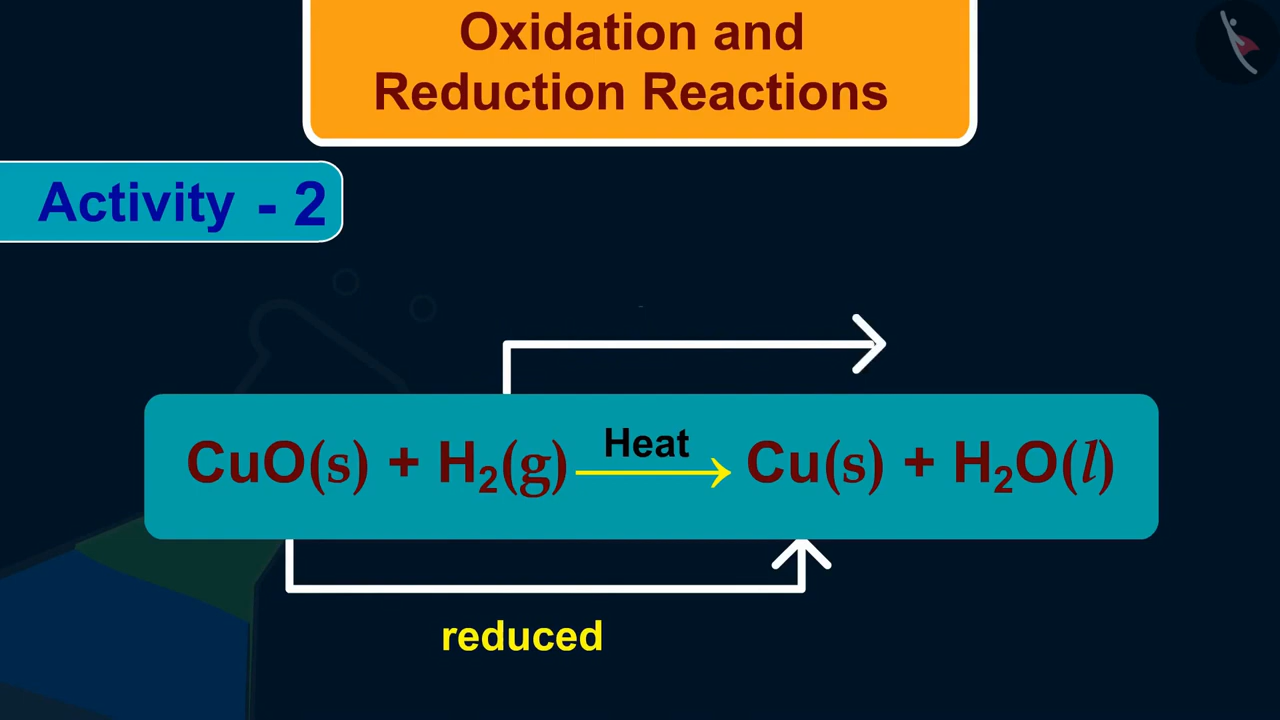 Oxidation and
Reduction Reactions
Activity - 2
Heat
CuO(s) + H₂(g) → Cu(s) + H₂O(l)
reduced